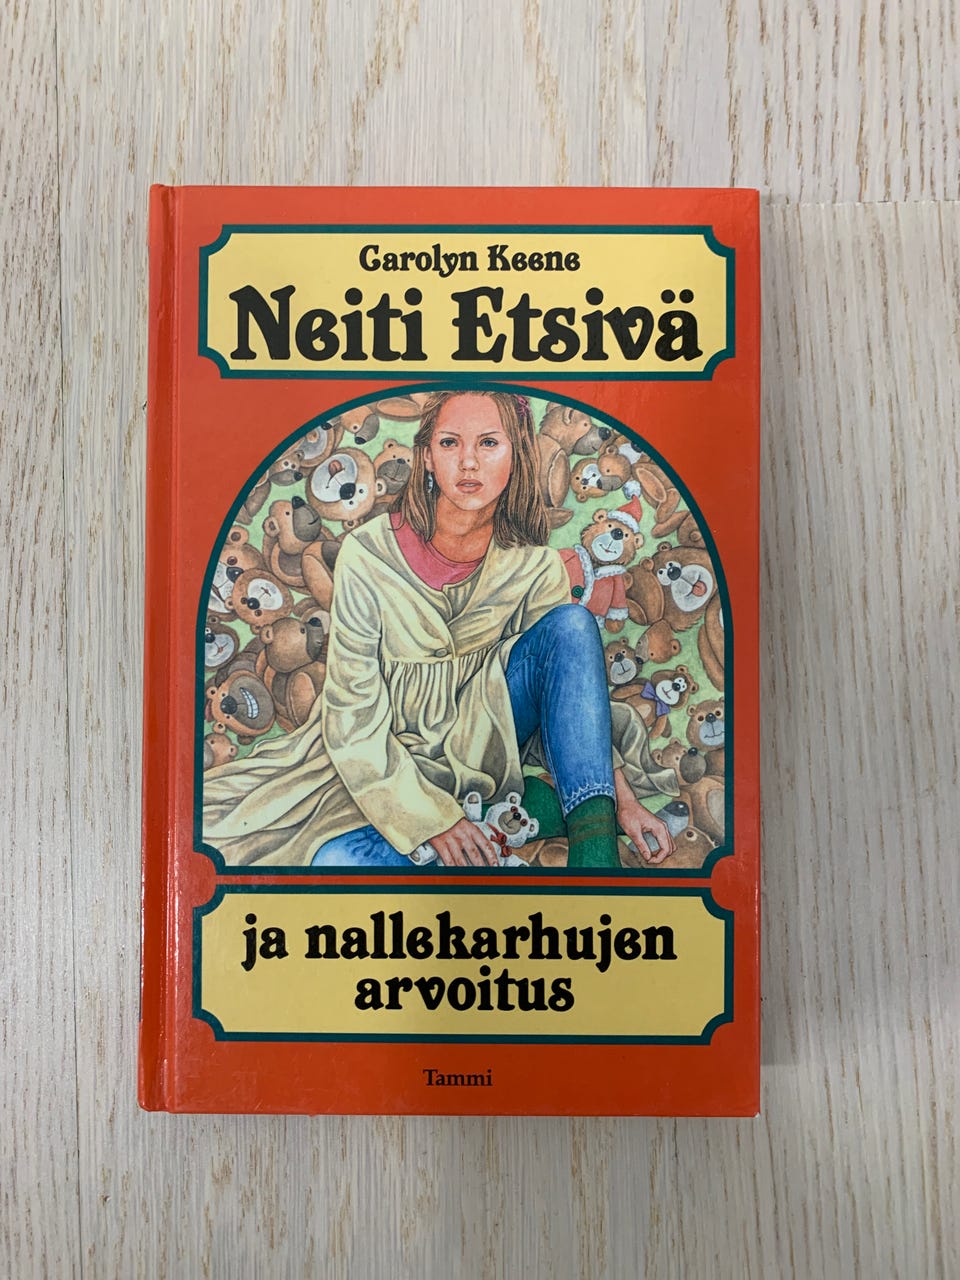 Carolyn Keene
Neiti Etsivä
ja nallekarhujen
arvoitus
Tammi